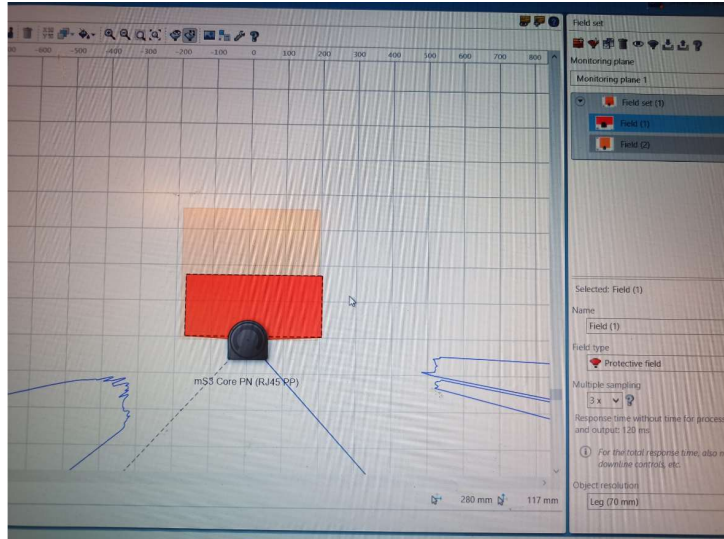 Field set
-600 -500 -400 -300 -200 -100 0 100 200 300 400 500 600 700 800
Monitoring plane
Monitoring plane 1
Field set (1)
Field (1)
Field (2)
mS3 Core PN (RJ45 PP)
Selected: Field (1)
Name
Field (1)
Field type
Protective field
Multiple sampling
3 x
Response time without time for
and output: 120 ms
For the total response time, also
downline controls, etc.
Object resolution
Leg (70 mm)
280 mm 117 mm